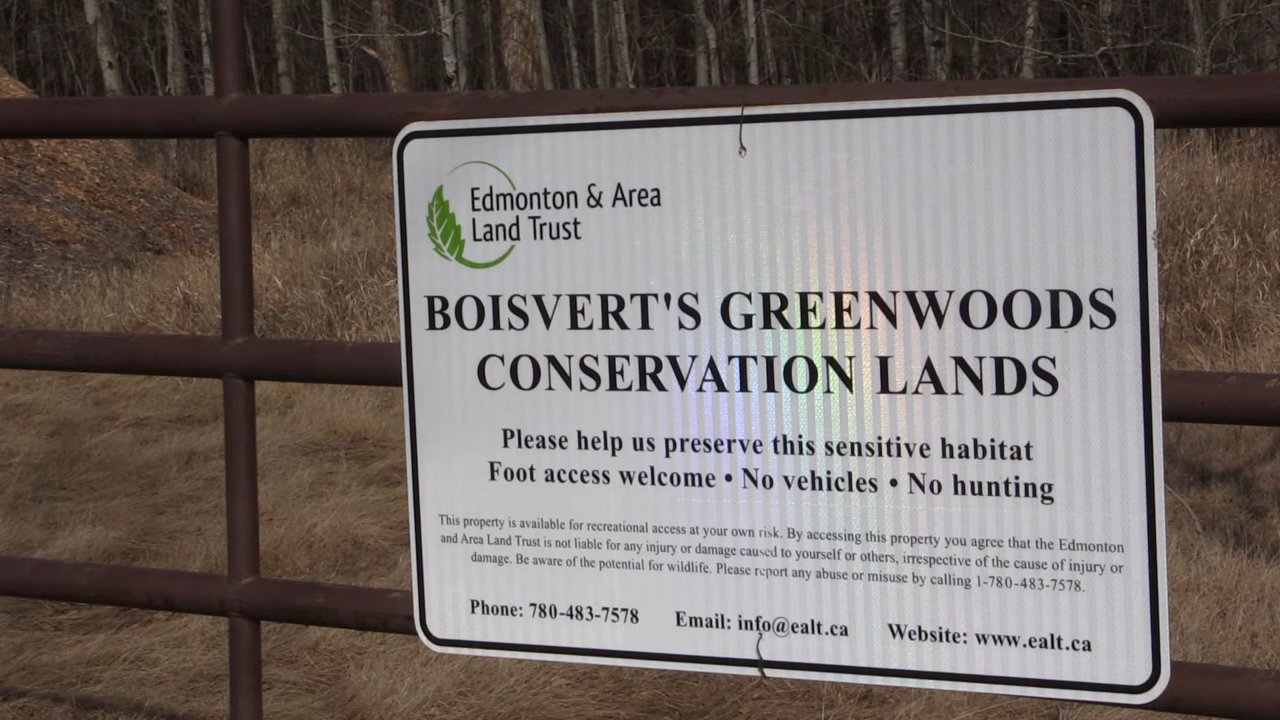 Edmonton & Area
Land Trust
BOISVERT'S GREENWOODS
CONSERVATION LANDS
Please help us preserve this sensitive habitat
Foot access welcome • No vehicles • No hunting
This property is available for recreational access at your own risk. By accessing this property you agree that the Edmonton
and Area Land Trust is not liable for any injury or damage caused to yourself or others, irrespective of the cause of injury or
damage. Be aware of the potential for wildlife. Please report any abuse or misuse by calling 1-780-483-7578.
Phone: 780-483-7578 Email: info@ealt.ca Website: www.ealt.ca